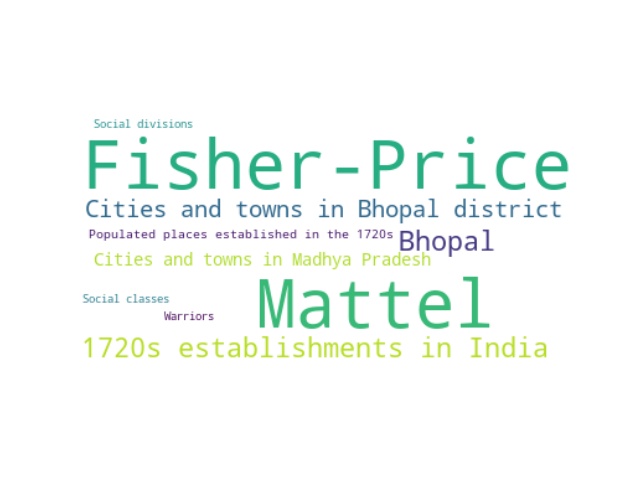 Social divisions
Fisher-Price
Cities and towns in Bhopal district
Populated places established in the 1720s
Bhopal
Cities and towns in Madhya Pradesh
Mattel
Social classes
Warriors
1720s establishments in India